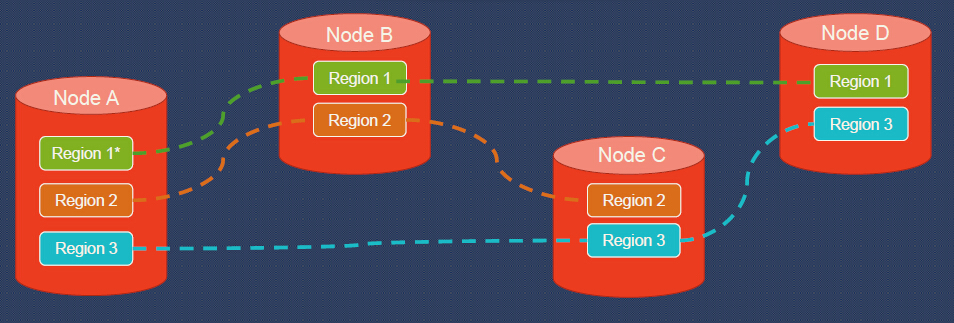 Node A
Region 1*
Region 2
Region 3
Node B
Region 1
Region 2
Node C
Region 2
Region 3
Node D
Region 1
Region 3